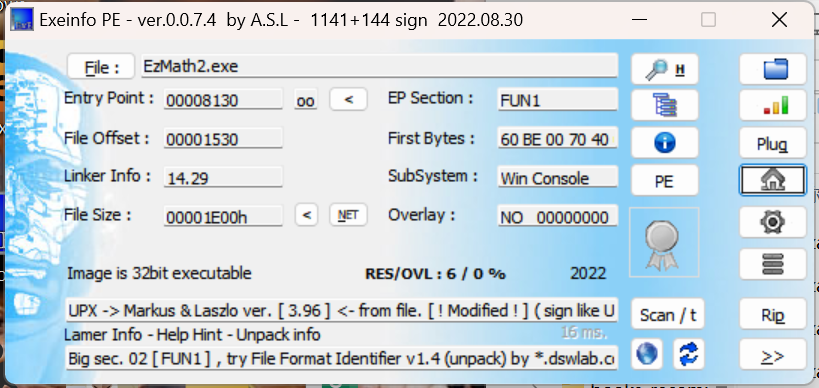 Exeinfo PE - ver.0.0.7.4 by A.S.L - 1141+144 sign 2022.08.30
File : EzMath2.exe H
Entry Point : 00008130 oo < EP Section : FUN1
File Offset : 00001530 First Bytes : 60 BE 00 70 40 Plug
Linker Info : 14.29 SubSystem : Win Console PE
File Size : 00001E00h < NET Overlay : NO 00000000
Image is 32bit executable RES/OVL : 6 / 0 % 2022
UPX -> Markus & Laszlo ver. [ 3.96 ] <- from file. [ ! Modified ! ] ( sign like U Scan / t Rip
Lamer Info - Help Hint - Unpack info 16 ms.
Big sec. 02 [ FUN1 ] , try File Format Identifier v1.4 (unpack) by *.dswlab.c >>